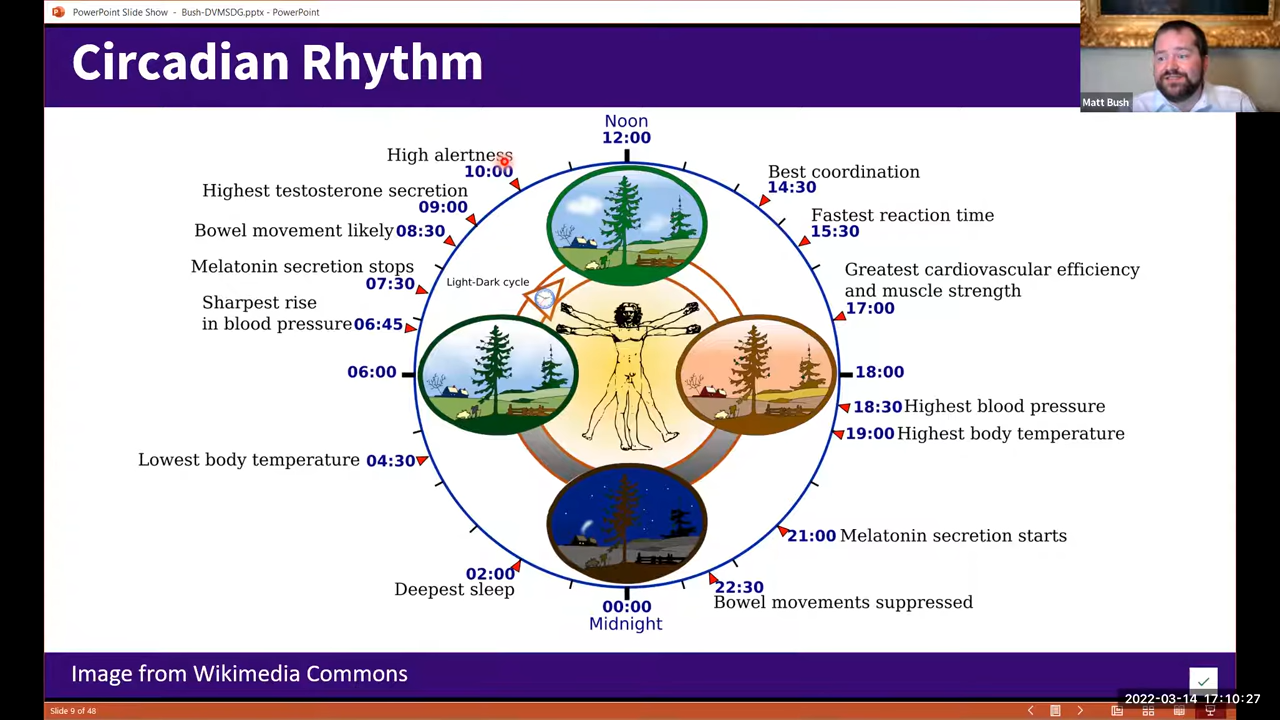 PowerPoint Slide Show - Bush-DVMSDG.pptx - PowerPoint
Circadian Rhythm
Matt Bush
Noon
12:00
High alertness
10:00
Highest testosterone secretion
09:00
Bowel movement likely 08:30
Melatonin secretion stops
07:30
Sharpest rise
in blood pressure 06:45
06:00
Lowest body temperature 04:30
02:00
Deepest sleep
Light-Dark cycle
Best coordination
14:30
Fastest reaction time
15:30
Greatest cardiovascular efficiency
and muscle strength
17:00
18:00
18:30 Highest blood pressure
19:00 Highest body temperature
21:00 Melatonin secretion starts
22:30
Bowel movements suppressed
00:00
Midnight
Image from Wikimedia Commons
2022-03-14 17:10:27
Slide 9 of 48